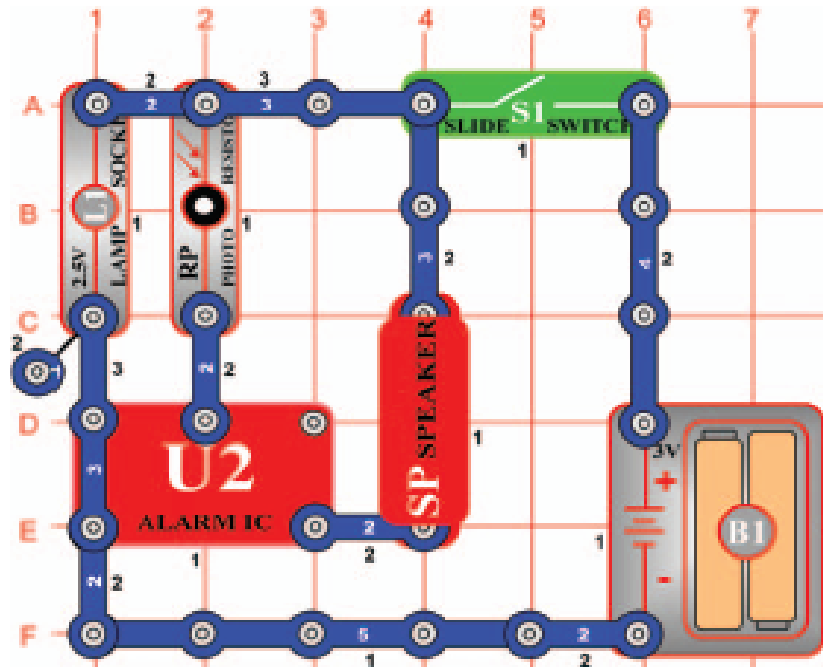 1 2 3 4 5 6 7
2 3
A 2 3 S1
SLIDE SWITCH
1
B L1 1 1 3 2 4 2
2.5V LAMP SOCKET
RP PHOTO RESISTOR
C
2 1 3 2 2
D
3 U2 SP SPEAKER 1 3V
+
ALARM IC
E 2 1 B1
1 2
-
2 2
F 5 2
1 2